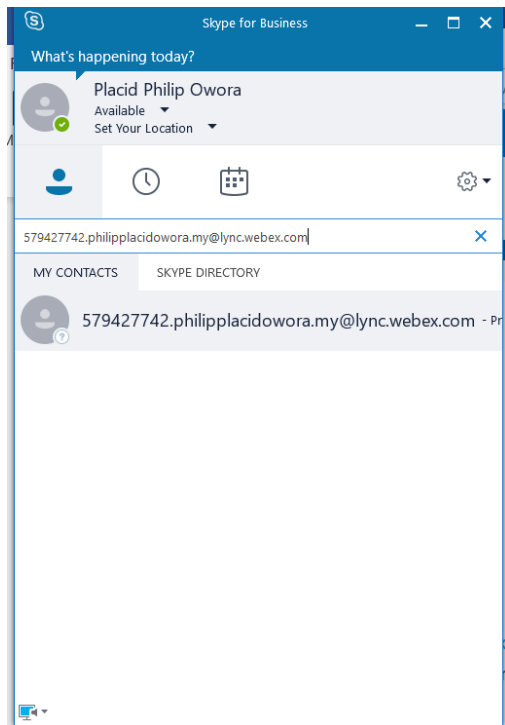 Skype for Business
What's happening today?
Placid Philip Owora
Available
Set Your Location
579427742.philipplacidowora.my@lync.webex.com
MY CONTACTS SKYPE DIRECTORY
579427742.philipplacidowora.my@lync.webex.com - Pr